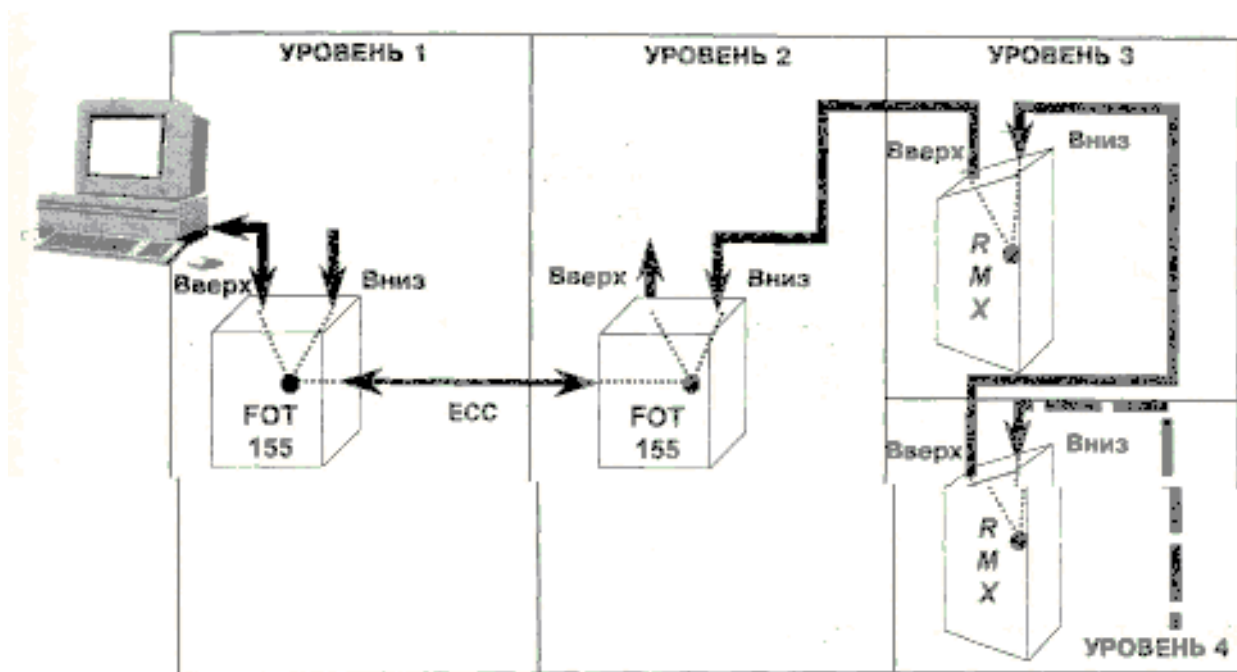 УРОВЕНЬ 1
УРОВЕНЬ 2
УРОВЕНЬ 3
Вверх
Вниз
Вверх
Вниз
Вверх
Вниз
R
M
X
FOT
155
ECC
FOT
155
Вверх
Вниз
R
M
X
УРОВЕНЬ 4